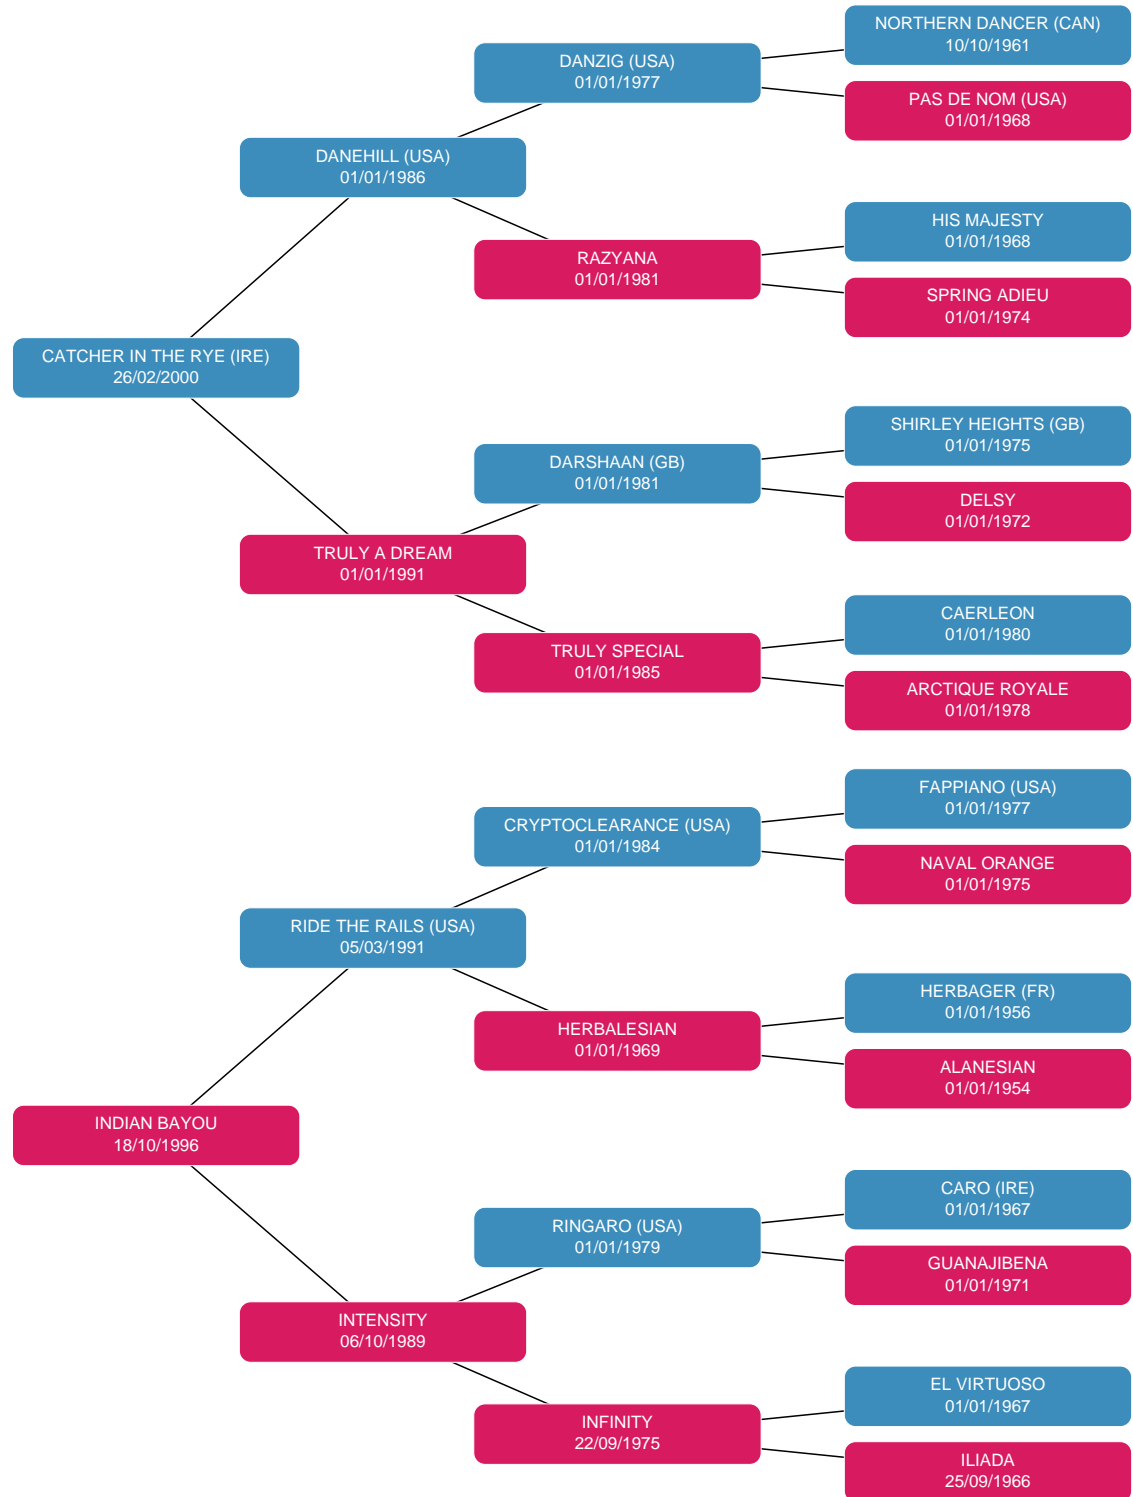 NORTHERN DANCER (CAN)
10/10/1961
DANZIG (USA)
01/01/1977
PAS DE NOM (USA)
01/01/1968
DANEHILL (USA)
01/01/1986
HIS MAJESTY
01/01/1968
RAZYANA
01/01/1981
SPRING ADIEU
01/01/1974
CATCHER IN THE RYE (IRE)
26/02/2000
SHIRLEY HEIGHTS (GB)
01/01/1975
DARSHAAN (GB)
01/01/1981
DELSY
01/01/1972
TRULY A DREAM
01/01/1991
CAERLEON
01/01/1980
TRULY SPECIAL
01/01/1985
ARCTIQUE ROYALE
01/01/1978
FAPPIANO (USA)
01/01/1977
CRYPTOCLEARANCE (USA)
01/01/1984
NAVAL ORANGE
01/01/1975
RIDE THE RAILS (USA)
05/03/1991
HERBAGER (FR)
01/01/1956
HERBALESIAN
01/01/1969
ALANESIAN
01/01/1954
INDIAN BAYOU
18/10/1996
CARO (IRE)
01/01/1967
RINGARO (USA)
01/01/1979
GUANAJIBENA
01/01/1971
INTENSITY
06/10/1989
EL VIRTUOSO
01/01/1967
INFINITY
22/09/1975
ILIADA
25/09/1966